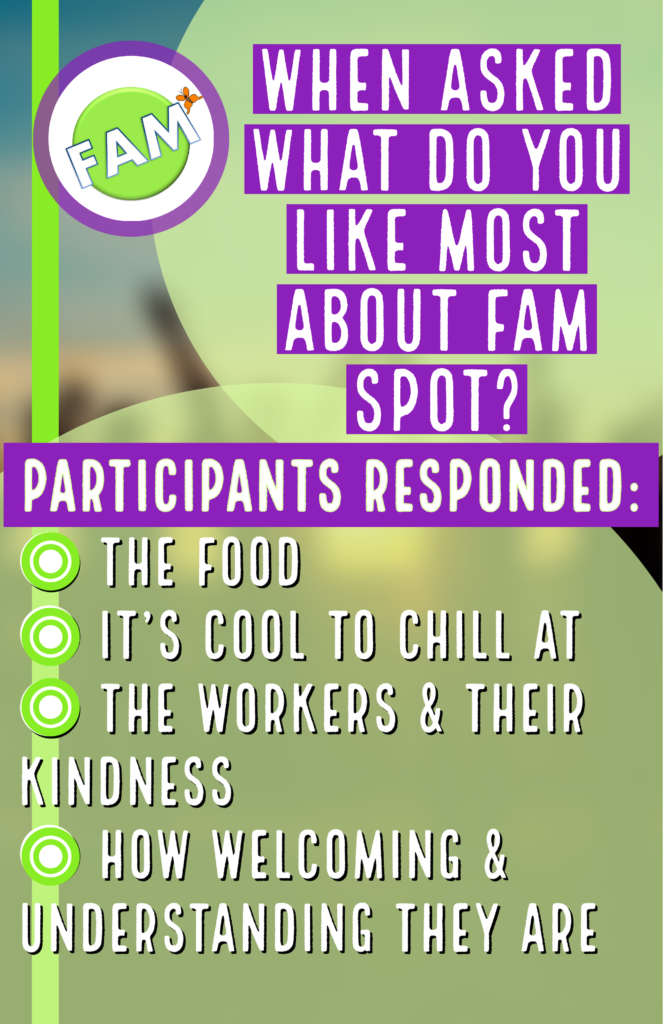 FAM
WHEN ASKED
WHAT DO YOU
LIKE MOST
ABOUT FAM
SPOT?
PARTICIPANTS RESPONDED:
THE FOOD
IT'S COOL TO CHILL AT
THE WORKERS & THEIR
KINDNESS
HOW WELCOMING &
UNDERSTANDING THEY ARE